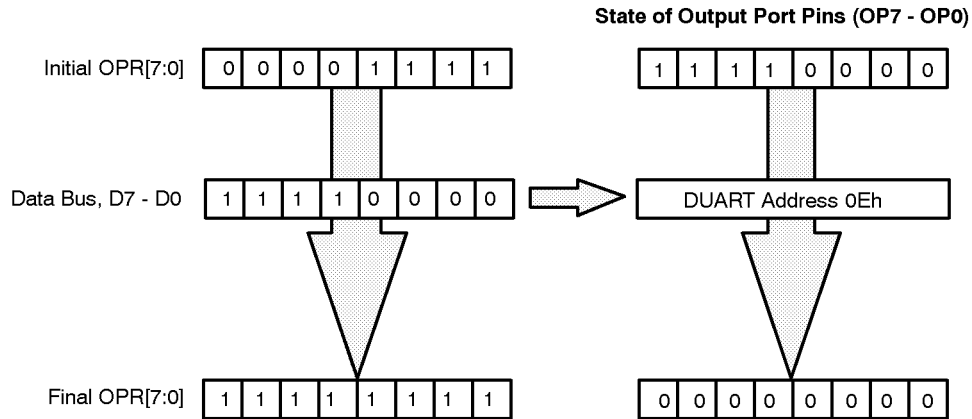 State of Output Port Pins (OP7 - OP0)
Initial OPR[7:0] 0 0 0 0 1 1 1 1 1 1 1 1 0 0 0 0
Data Bus, D7 - D0 1 1 1 1 0 0 0 0 DUART Address 0Eh
Final OPR[7:0] 1 1 1 1 1 1 1 1 0 0 0 0 0 0 0 0